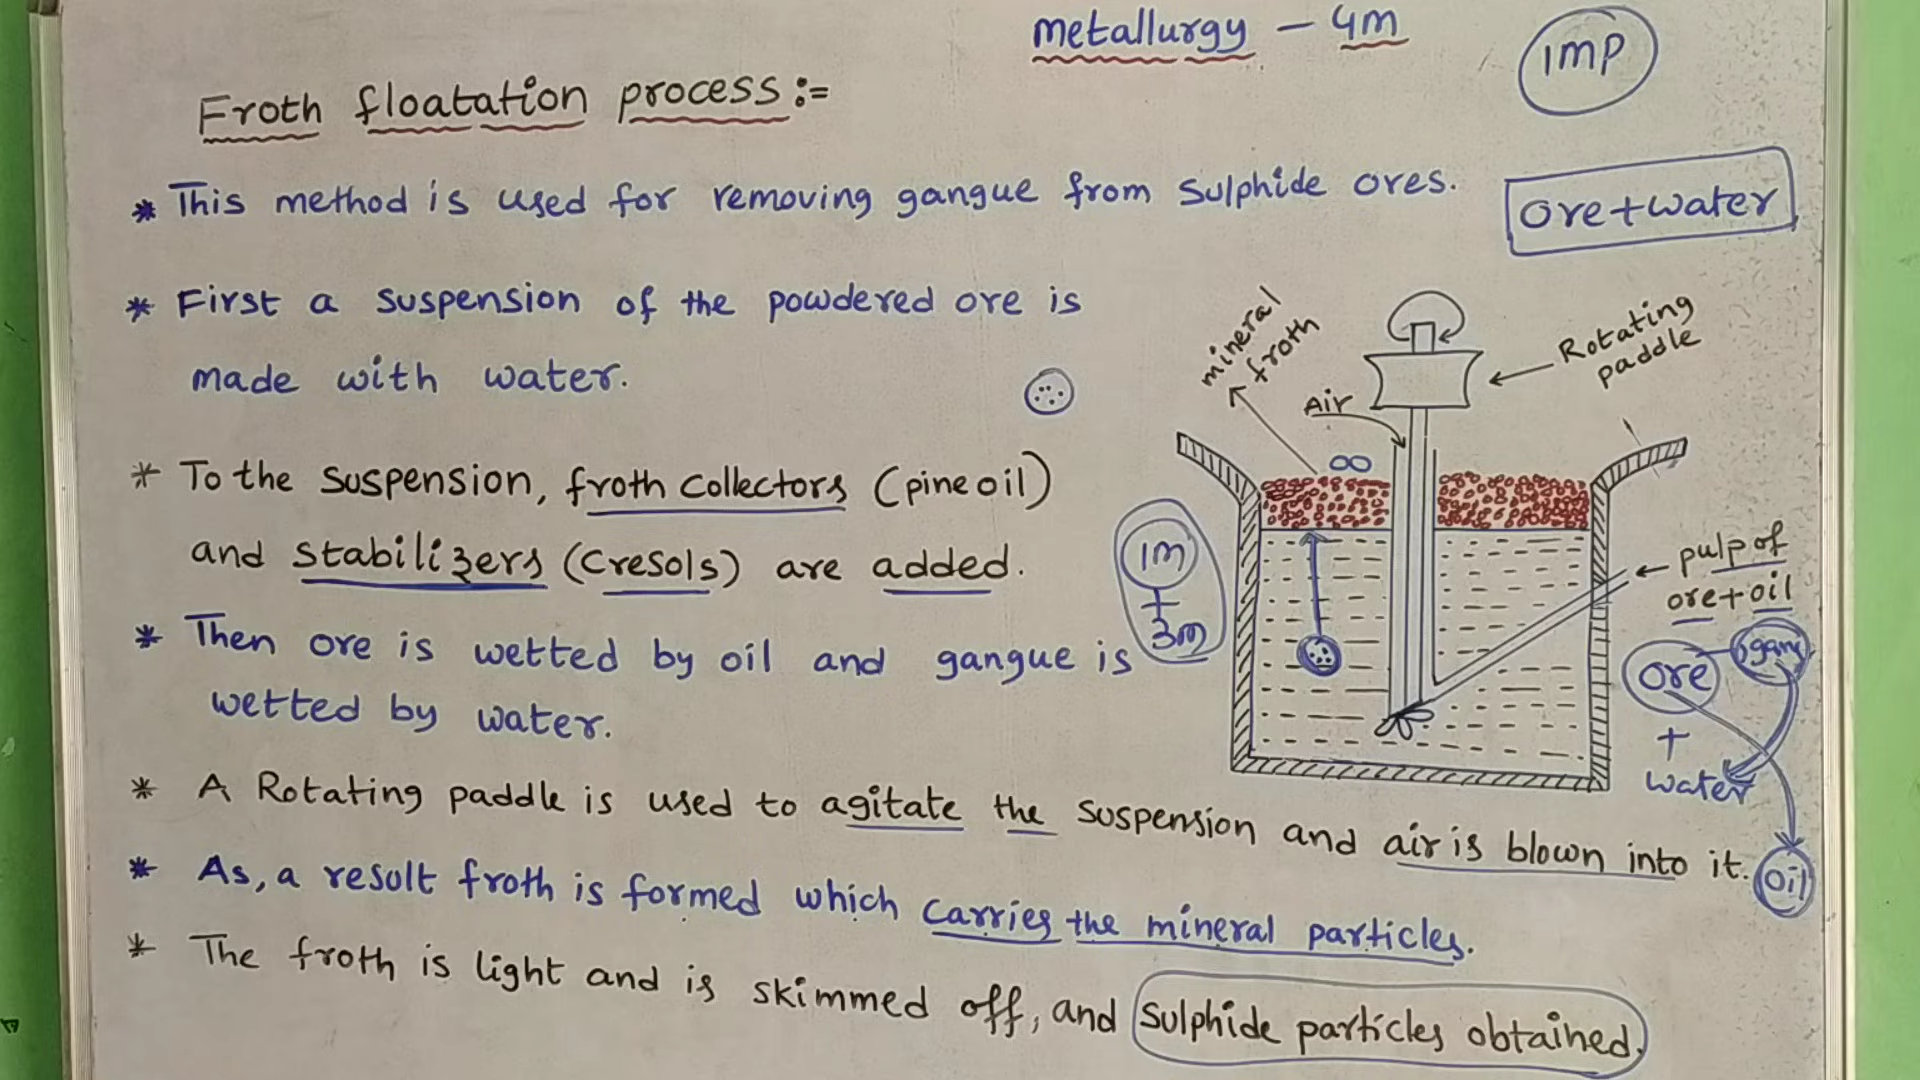 metallurgy - 4m
IMP
Froth floatation process :=
* This method is used for removing gangue from Sulphide ores.
ore+water
* First a suspension of the powdered ore is
made with water.
* To the suspension, froth collectors (pine oil)
and stabilizers (cresols) are added.
* Then ore is wetted by oil and gangue is
wetted by water.
* A Rotating paddle is used to agitate the suspension and air is blown into it.
* As, a result froth is formed which carries the mineral particles.
* The froth is light and is skimmed off, and Sulphide particles obtained.
mineral
froth
Air
Rotating
paddle
1m
+
3m
pulp of
ore+oil
ore
gang
+
water
oil